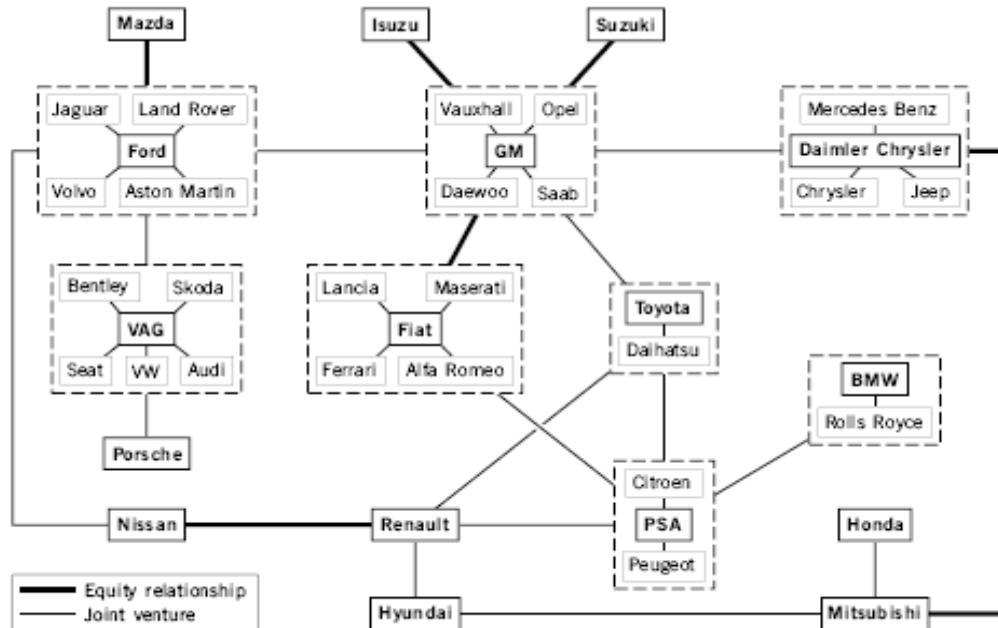 Mazda
Isuzu
Suzuki
Jaguar
Land Rover
Ford
Volvo
Aston Martin
Vauxhall
Opel
GM
Daewoo
Saab
Mercedes Benz
Daimler Chrysler
Chrysler
Jeep
Bentley
Skoda
VAG
Seat
VW
Audi
Lancia
Maserati
Fiat
Ferrari
Alfa Romeo
Toyota
Daihatsu
BMW
Rolls Royce
Porsche
Citroen
PSA
Peugeot
Nissan
Renault
Honda
Hyundai
Mitsubishi
Equity relationship
Joint venture